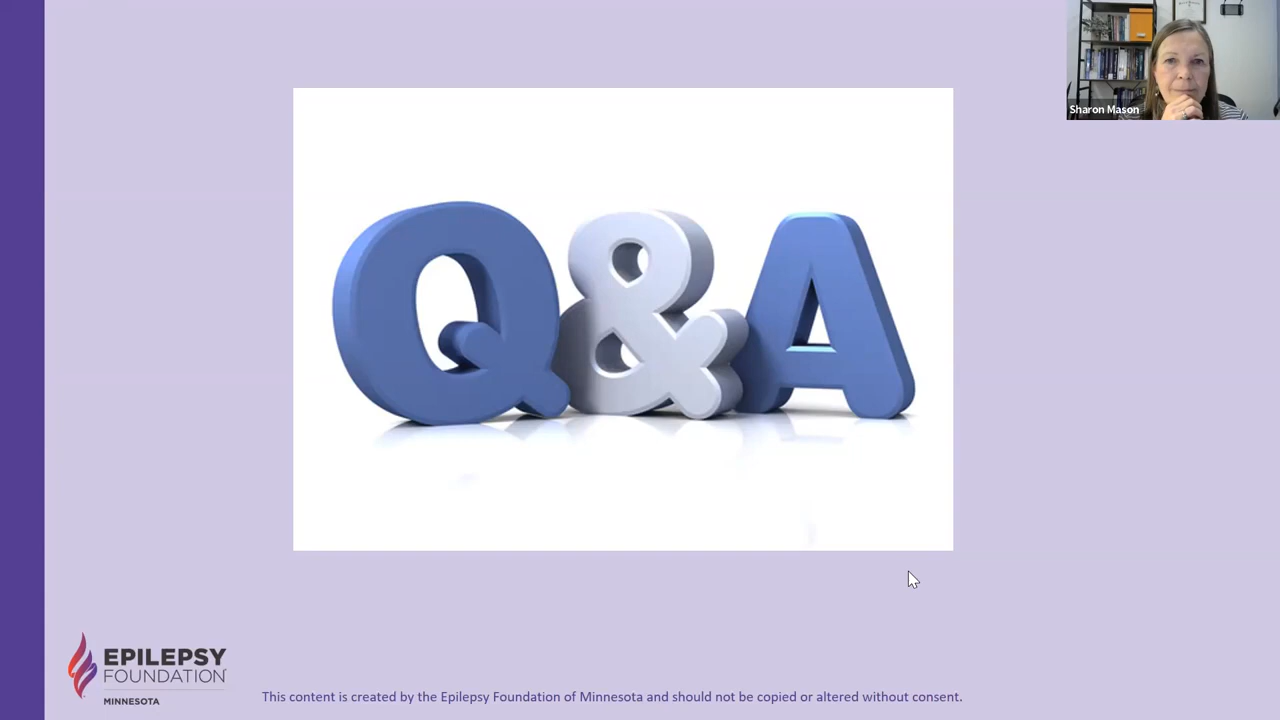 Sharon Mason
Q&A
EPILEPSY
FOUNDATION
MINNESOTA
This content is created by the Epilepsy Foundation of Minnesota and should not be copied or altered without consent.